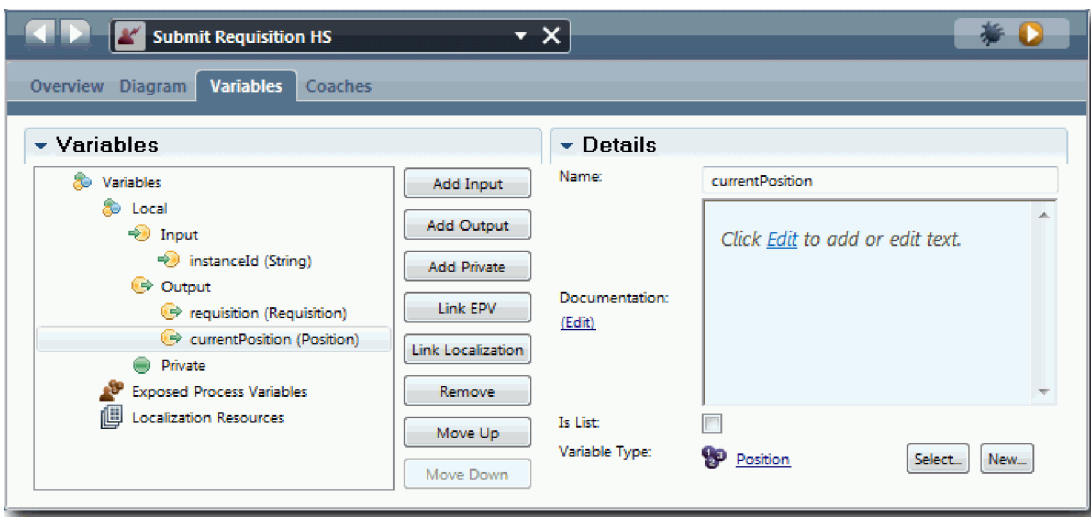 Submit Requisition HS
Overview Diagram Variables Coaches
Variables
Variables
Local
Input
instanceId (String)
Output
requisition (Requisition)
currentPosition (Position)
Private
Exposed Process Variables
Localization Resources
Add Input
Add Output
Add Private
Link EPV
Link Localization
Remove
Move Up
Move Down
Details
Name:
currentPosition
Click Edit to add or edit text.
Documentation:
(Edit)
Is List:
Variable Type:
Position
Select...
New...